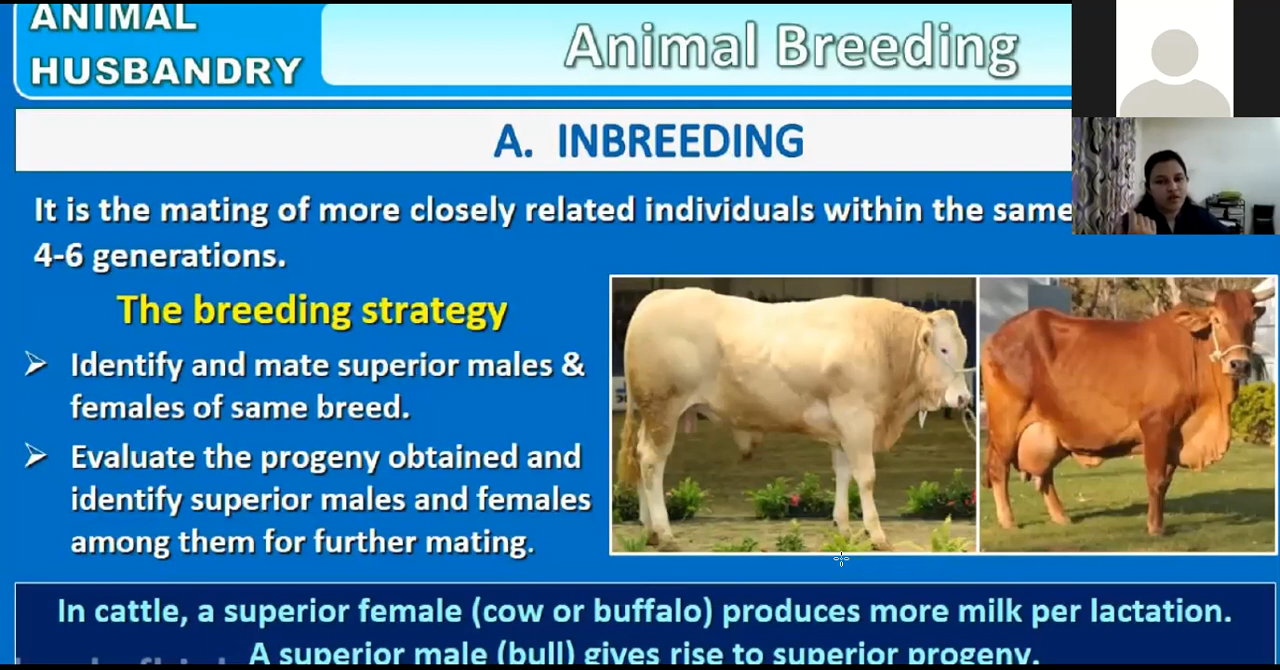 ANIMAL
HUSBANDRY
Animal Breeding
A. INBREEDING
It is the mating of more closely related individuals within the same
4-6 generations.
The breeding strategy
➢ Identify and mate superior males &
females of same breed.
➢ Evaluate the progeny obtained and
identify superior males and females
among them for further mating.
In cattle, a superior female (cow or buffalo) produces more milk per lactation.
A superior male (bull) gives rise to superior progeny.